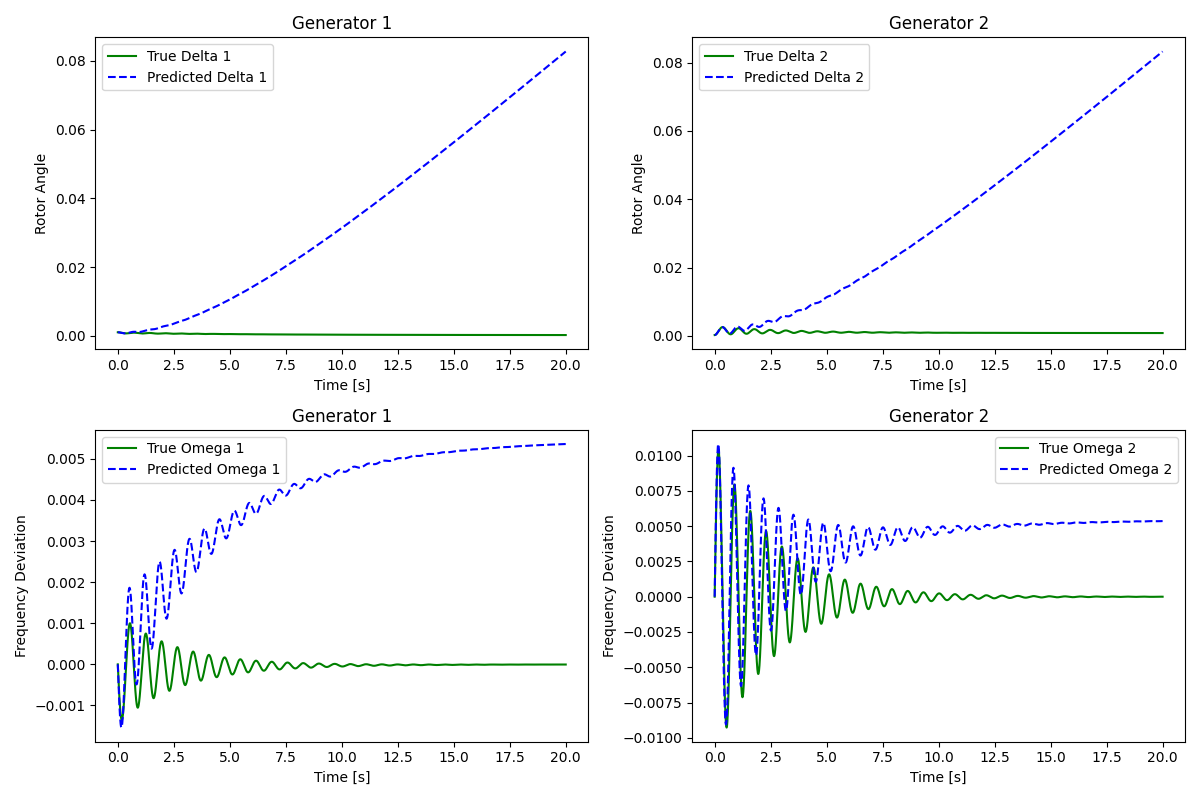 Generator 1
True Delta 1
Predicted Delta 1
0.08
0.06
0.04
0.02
0.00
Rotor Angle
0.0 2.5 5.0 7.5 10.0 12.5 15.0 17.5 20.0
Time [s]
Generator 2
True Delta 2
Predicted Delta 2
0.08
0.06
0.04
0.02
0.00
Rotor Angle
0.0 2.5 5.0 7.5 10.0 12.5 15.0 17.5 20.0
Time [s]
Generator 1
True Omega 1
Predicted Omega 1
0.005
0.004
0.003
0.002
0.001
0.000
−0.001
Frequency Deviation
0.0 2.5 5.0 7.5 10.0 12.5 15.0 17.5 20.0
Time [s]
Generator 2
True Omega 2
Predicted Omega 2
0.0100
0.0075
0.0050
0.0025
0.0000
−0.0025
−0.0050
−0.0075
−0.0100
Frequency Deviation
0.0 2.5 5.0 7.5 10.0 12.5 15.0 17.5 20.0
Time [s]